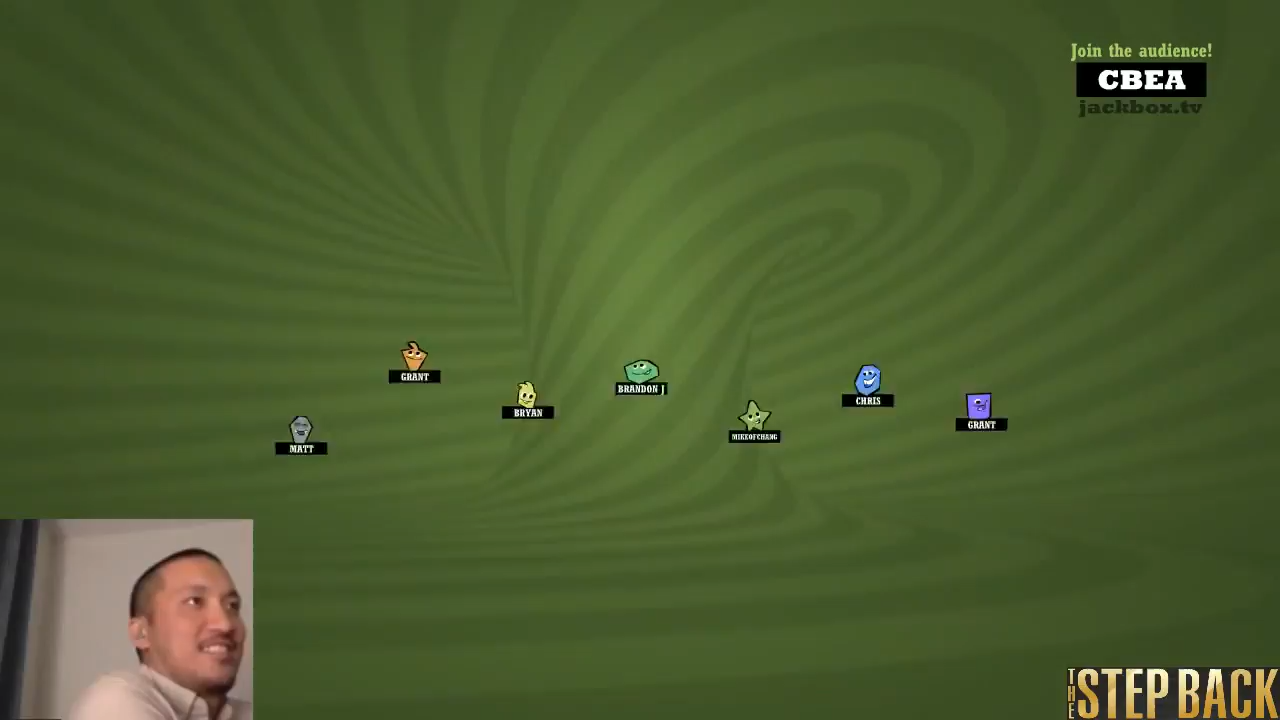 Join the audience!
CBEA
jackbox.tv
GRANT
BRANDON J
CHRIS
BRYAN
MIKEOFCHANG
GRANT
MATT
THE STEP BACK